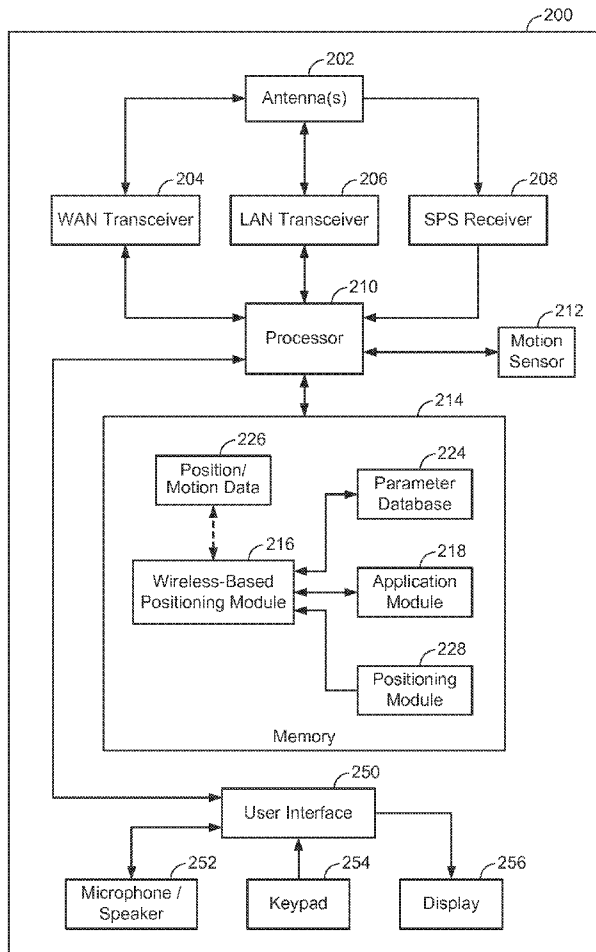 200
202
Antenna(s)
204
206
208
WAN Transceiver
LAN Transceiver
SPS Receiver
210
212
Processor
Motion
Sensor
214
226
224
Position/
Motion Data
Parameter
Database
216
218
Wireless-Based
Positioning Module
Application
Module
228
Positioning
Module
Memory
250
User Interface
252
254
256
Microphone /
Speaker
Keypad
Display